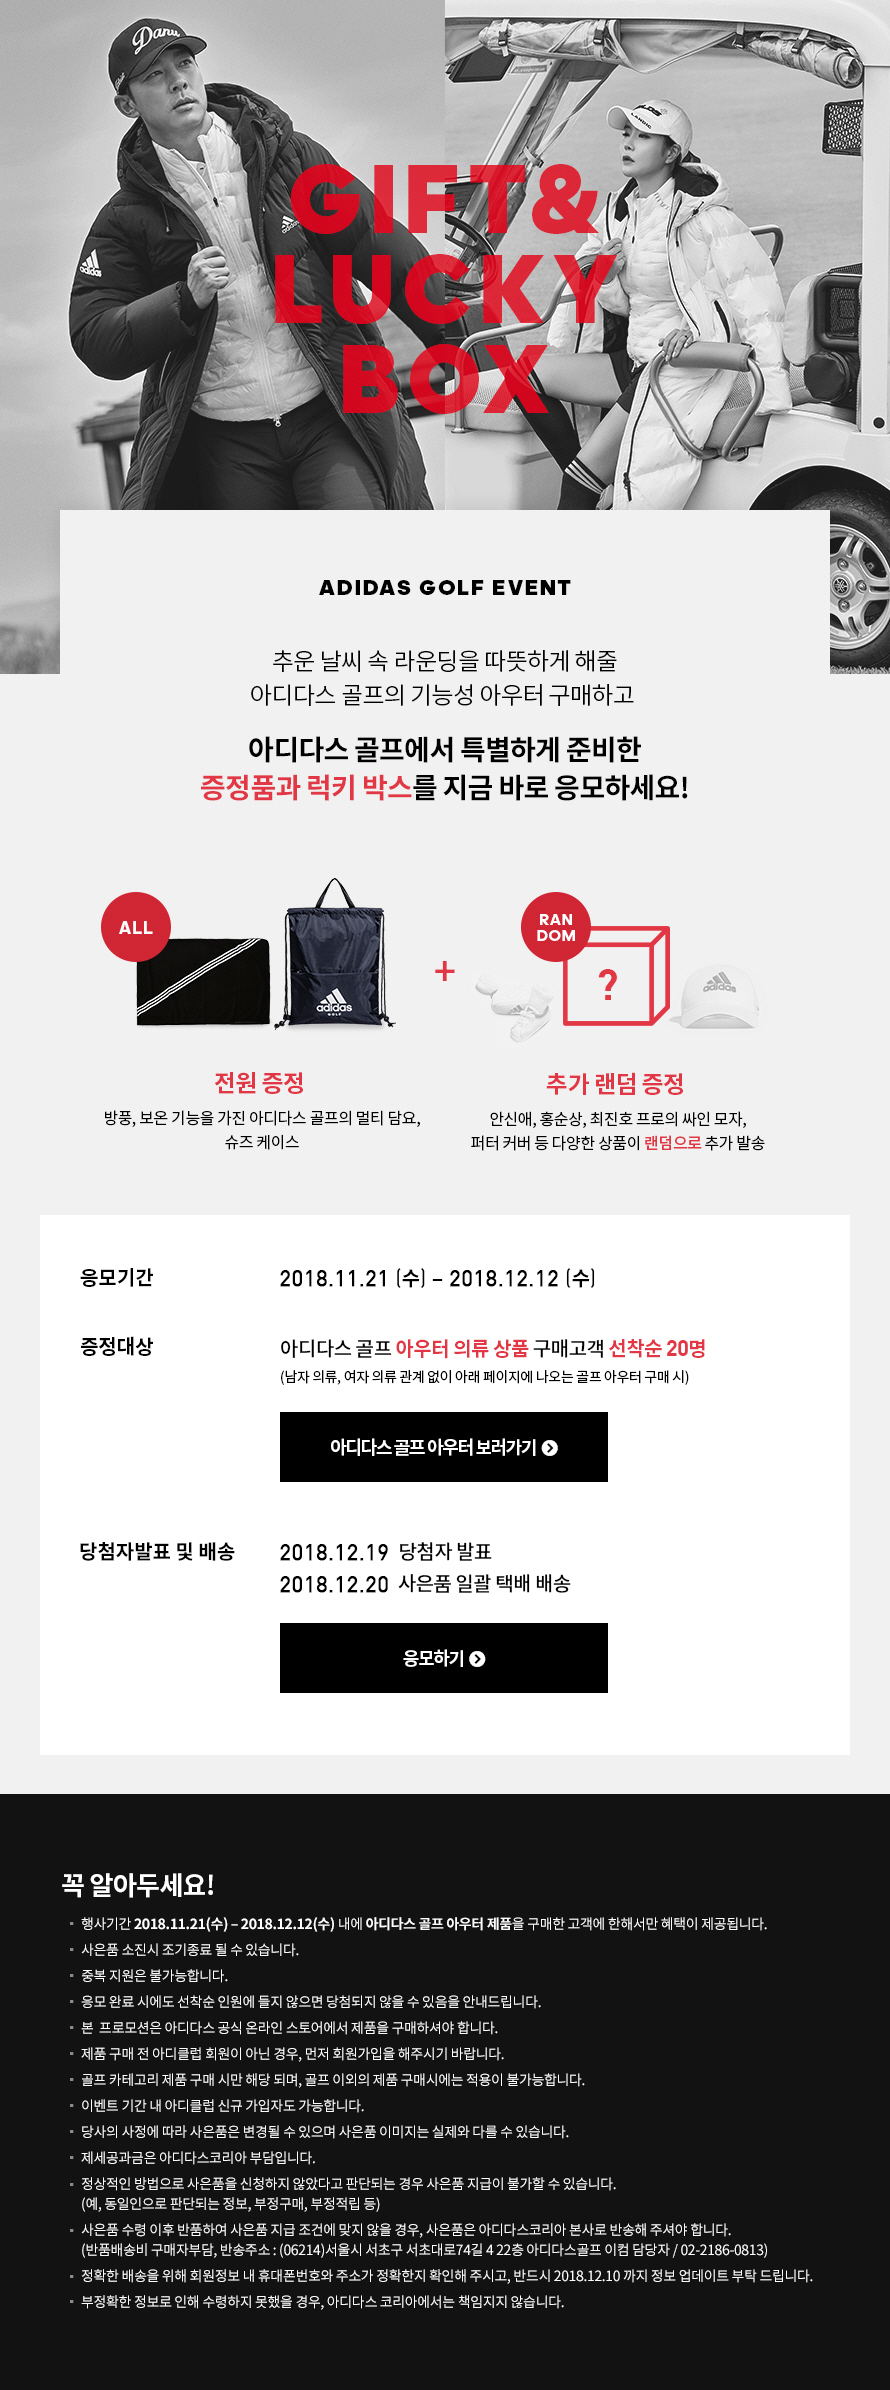 Danu
adidas
LANDIC
GIFT&
LUCKY
BOX
ADIDAS GOLF EVENT
추운 날씨 속 라운딩을 따뜻하게 해줄
아디다스 골프의 기능성 아우터 구매하고
아디다스 골프에서 특별하게 준비한
증정품과 럭키 박스를 지금 바로 응모하세요!
ALL
adidas
GOLF
+
RAN
DOM
?
adidas
전원 증정
방풍, 보온 기능을 가진 아디다스 골프의 멀티 담요,
슈즈 케이스
추가 랜덤 증정
안신애, 홍순상, 최진호 프로의 싸인 모자,
퍼터 커버 등 다양한 상품이 랜덤으로 추가 발송
응모기간
2018.11.21 (수) – 2018.12.12 (수)
증정대상
아디다스 골프 아우터 의류 상품 구매고객 선착순 20명
(남자 의류, 여자 의류 관계 없이 아래 페이지에 나오는 골프 아우터 구매 시)
아디다스 골프 아우터 보러가기
당첨자발표 및 배송
2018.12.19 당첨자 발표
2018.12.20 사은품 일괄 택배 배송
응모하기
꼭 알아두세요!
행사기간 2018.11.21(수) – 2018.12.12(수) 내에 아디다스 골프 아우터 제품을 구매한 고객에 한해서만 혜택이 제공됩니다.
사은품 소진시 조기종료 될 수 있습니다.
중복 지원은 불가능합니다.
응모 완료 시에도 선착순 인원에 들지 않으면 당첨되지 않을 수 있음을 안내드립니다.
본 프로모션은 아디다스 공식 온라인 스토어에서 제품을 구매하셔야 합니다.
제품 구매 전 아디클럽 회원이 아닌 경우, 먼저 회원가입을 해주시기 바랍니다.
골프 카테고리 제품 구매 시만 해당 되며, 골프 이외의 제품 구매시에는 적용이 불가능합니다.
이벤트 기간 내 아디클럽 신규 가입자도 가능합니다.
당사의 사정에 따라 사은품은 변경될 수 있으며 사은품 이미지는 실제와 다를 수 있습니다.
제세공과금은 아디다스코리아 부담입니다.
정상적인 방법으로 사은품을 신청하지 않았다고 판단되는 경우 사은품 지급이 불가할 수 있습니다.
(예, 동일인으로 판단되는 정보, 부정구매, 부정적립 등)
사은품 수령 이후 반품하여 사은품 지급 조건에 맞지 않을 경우, 사은품은 아디다스코리아 본사로 반송해 주셔야 합니다.
(반품배송비 구매자부담, 반송주소 : (06214)서울시 서초구 서초대로74길 4 22층 아디다스골프 이컴 담당자 / 02-2186-0813)
정확한 배송을 위해 회원정보 내 휴대폰번호와 주소가 정확한지 확인해 주시고, 반드시 2018.12.10 까지 정보 업데이트 부탁 드립니다.
부정확한 정보로 인해 수령하지 못했을 경우, 아디다스 코리아에서는 책임지지 않습니다.